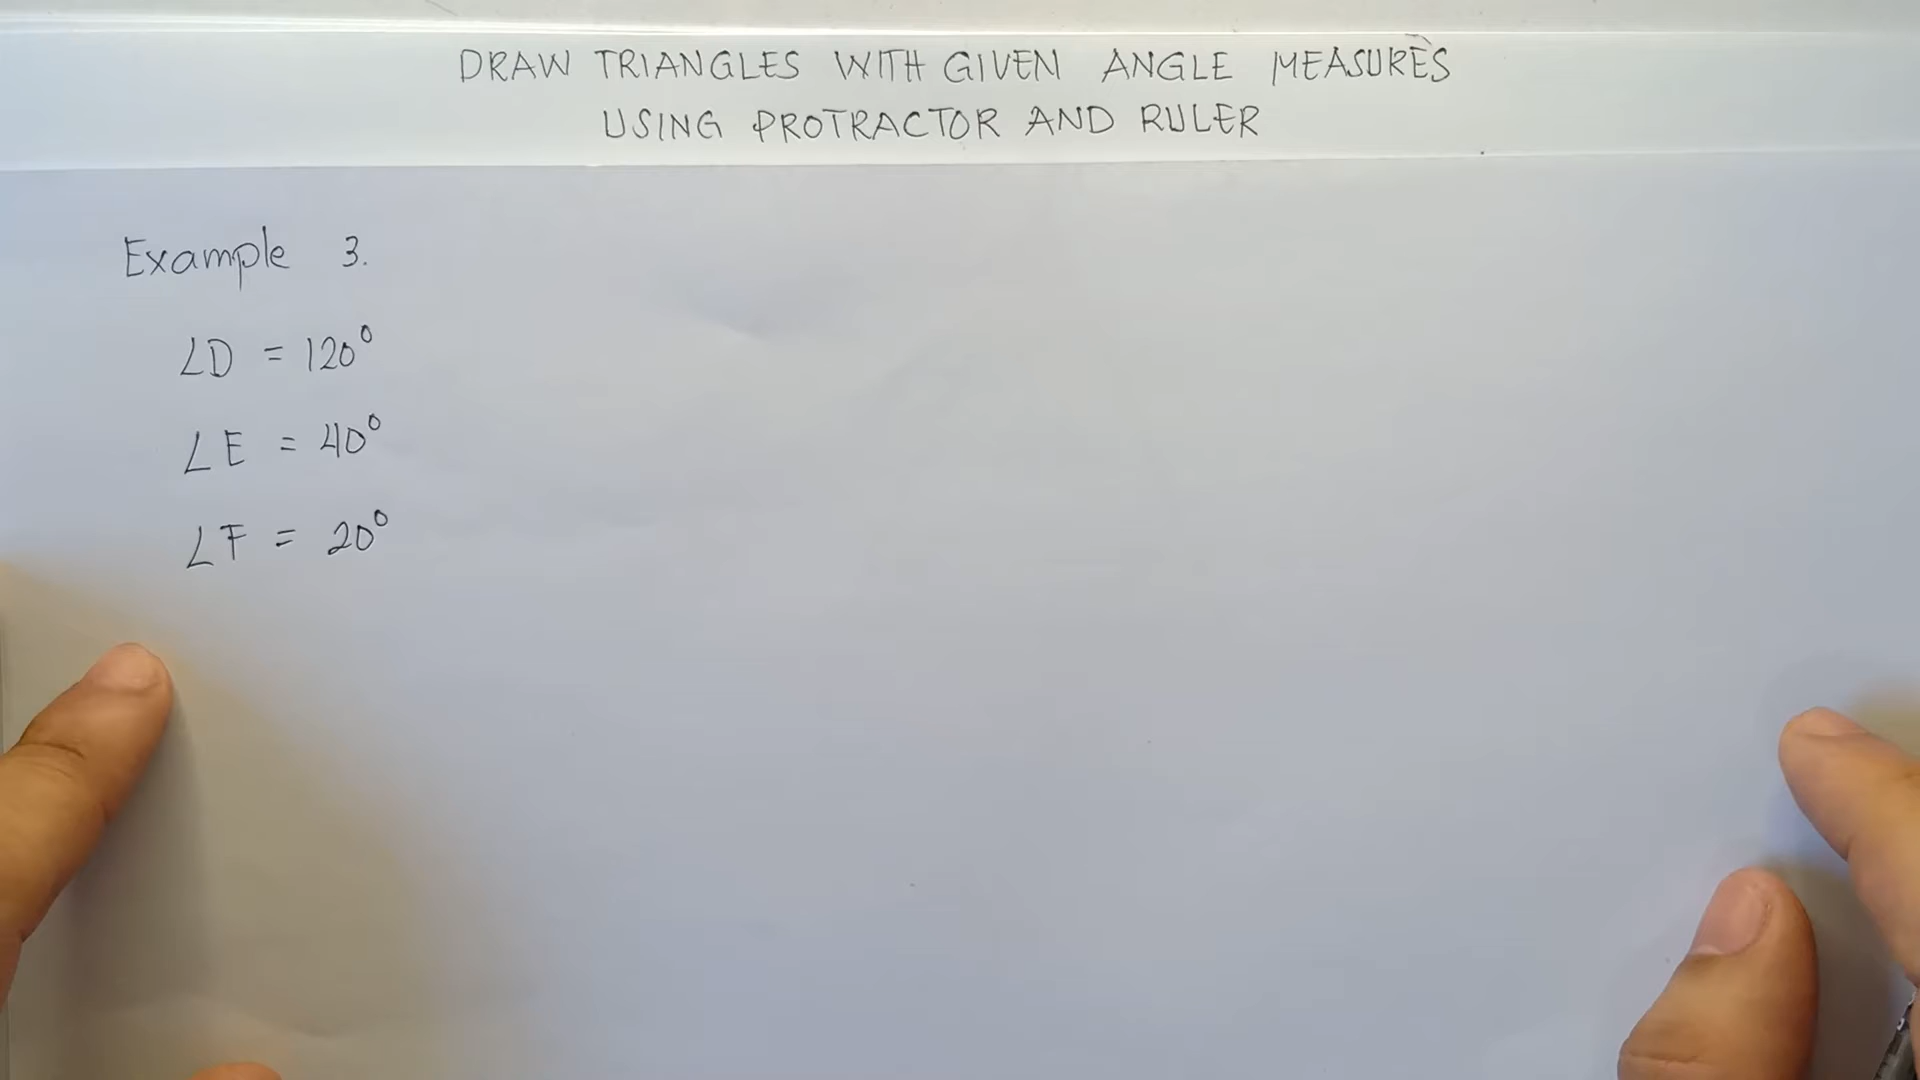 DRAW TRIANGLES WITH GIVEN ANGLE MEASURES
USING PROTRACTOR AND RULER
Example 3.
∠D = 120°
∠E = 40°
∠F = 20°